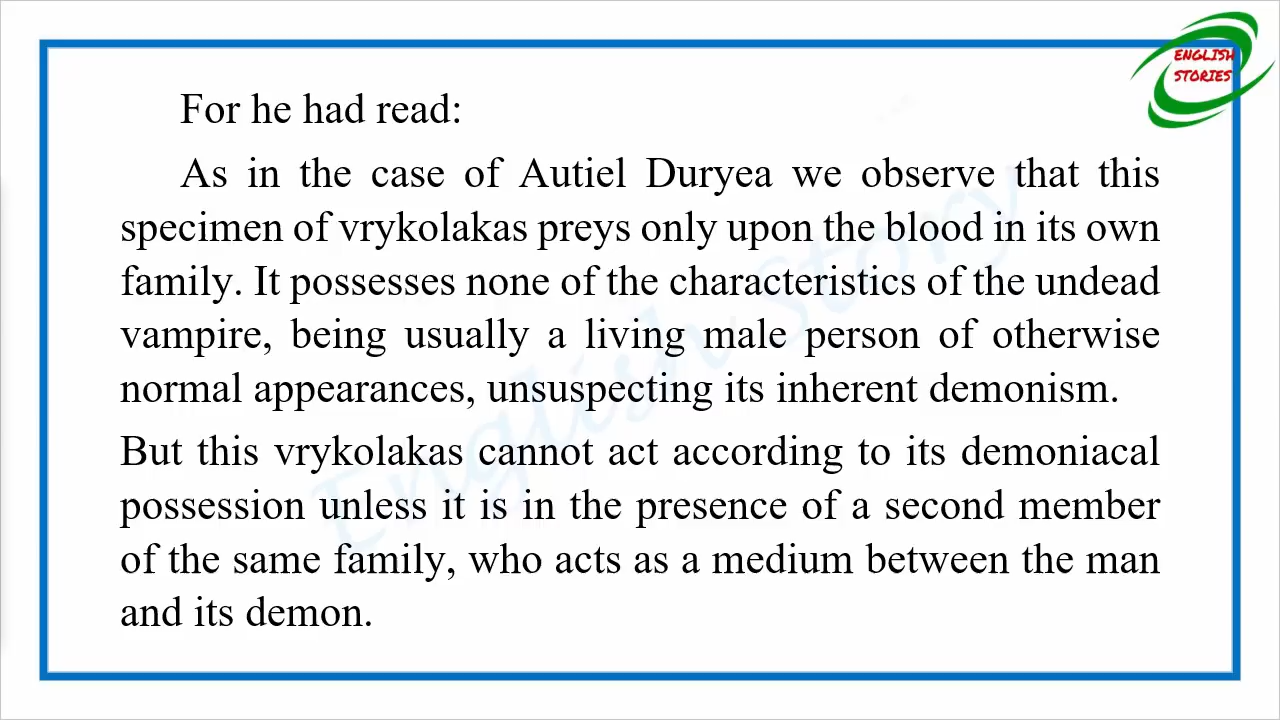 ENGLISH
STORIES
For he had read:
As in the case of Autiel Duryea we observe that this
specimen of vrykolakas preys only upon the blood in its own
family. It possesses none of the characteristics of the undead
vampire, being usually a living male person of otherwise
normal appearances, unsuspecting its inherent demonism.
But this vrykolakas cannot act according to its demoniacal
possession unless it is in the presence of a second member
of the same family, who acts as a medium between the man
and its demon.
English Story